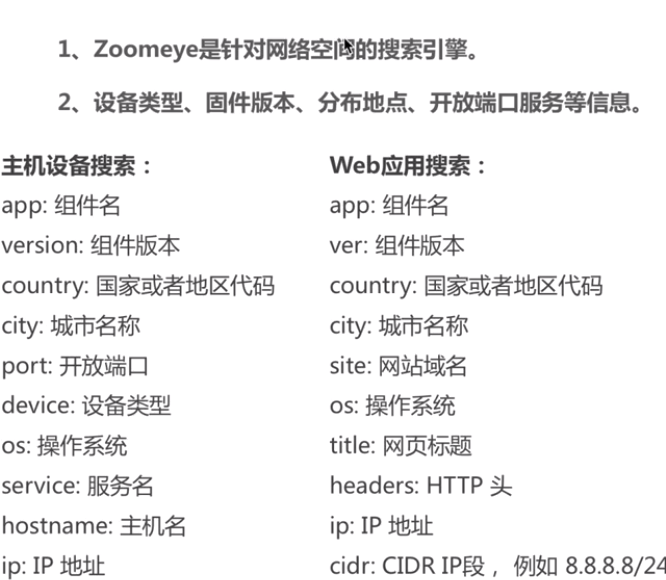 1、Zoomeye是针对网络空间的搜索引擎。
2、设备类型、固件版本、分布地点、开放端口服务等信息。
主机设备搜索：
app: 组件名
version: 组件版本
country: 国家或者地区代码
city: 城市名称
port: 开放端口
device: 设备类型
os: 操作系统
service: 服务名
hostname: 主机名
ip: IP 地址
Web应用搜索：
app: 组件名
ver: 组件版本
country: 国家或者地区代码
city: 城市名称
site: 网站域名
os: 操作系统
title: 网页标题
headers: HTTP 头
ip: IP 地址
cidr: CIDR IP段， 例如 8.8.8.8/24